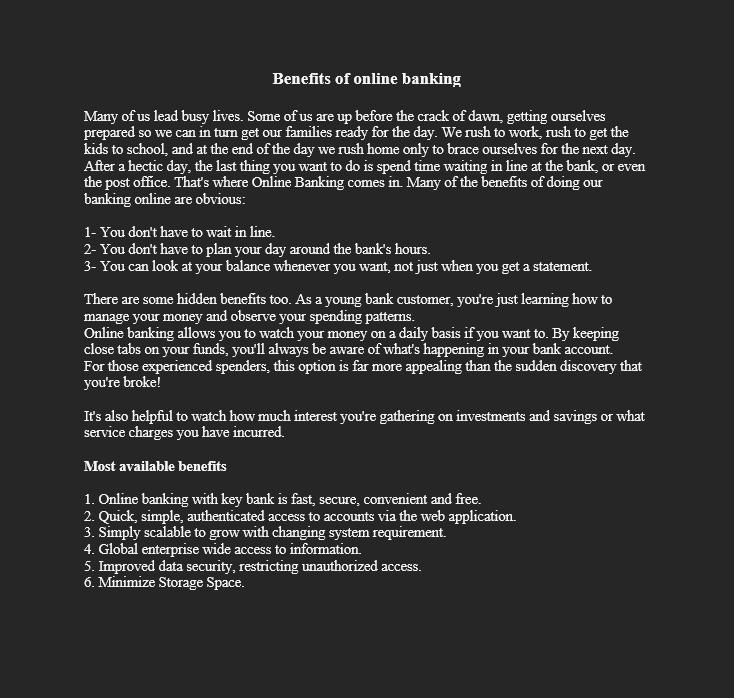 Benefits of online banking
Many of us lead busy lives. Some of us are up before the crack of dawn, getting ourselves
prepared so we can in turn get our families ready for the day. We rush to work, rush to get the
kids to school, and at the end of the day we rush home only to brace ourselves for the next day.
After a hectic day, the last thing you want to do is spend time waiting in line at the bank, or even
the post office. That's where Online Banking comes in. Many of the benefits of doing our
banking online are obvious:
1- You don't have to wait in line.
2- You don't have to plan your day around the bank's hours.
3- You can look at your balance whenever you want, not just when you get a statement.
There are some hidden benefits too. As a young bank customer, you're just learning how to
manage your money and observe your spending patterns.
Online banking allows you to watch your money on a daily basis if you want to. By keeping
close tabs on your funds, you'll always be aware of what's happening in your bank account.
For those experienced spenders, this option is far more appealing than the sudden discovery that
you're broke!
It's also helpful to watch how much interest you're gathering on investments and savings or what
service charges you have incurred.
Most available benefits
1. Online banking with key bank is fast, secure, convenient and free.
2. Quick, simple, authenticated access to accounts via the web application.
3. Simply scalable to grow with changing system requirement.
4. Global enterprise wide access to information.
5. Improved data security, restricting unauthorized access.
6. Minimize Storage Space.